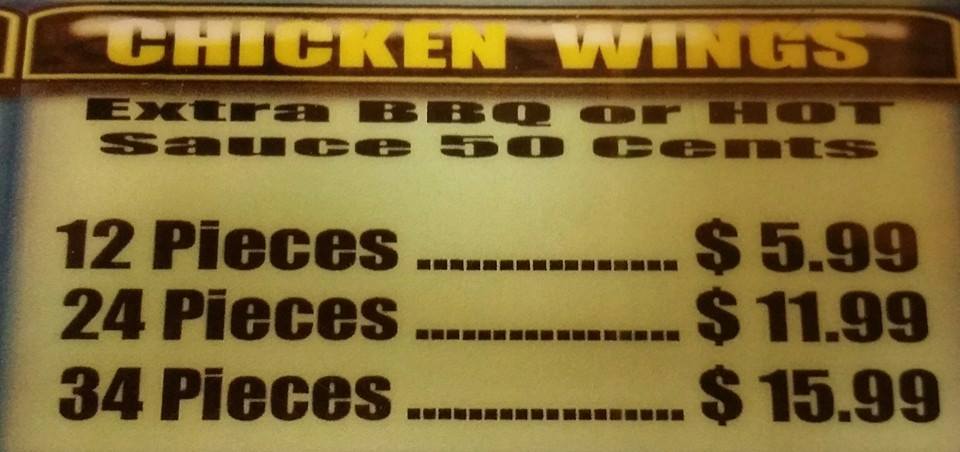 CHICKEN WINGS
Extra BBQ or HOT
Sauce 50 Cents
12 Pieces ................ $ 5.99
24 Pieces ................ $ 11.99
34 Pieces ................. $ 15.99